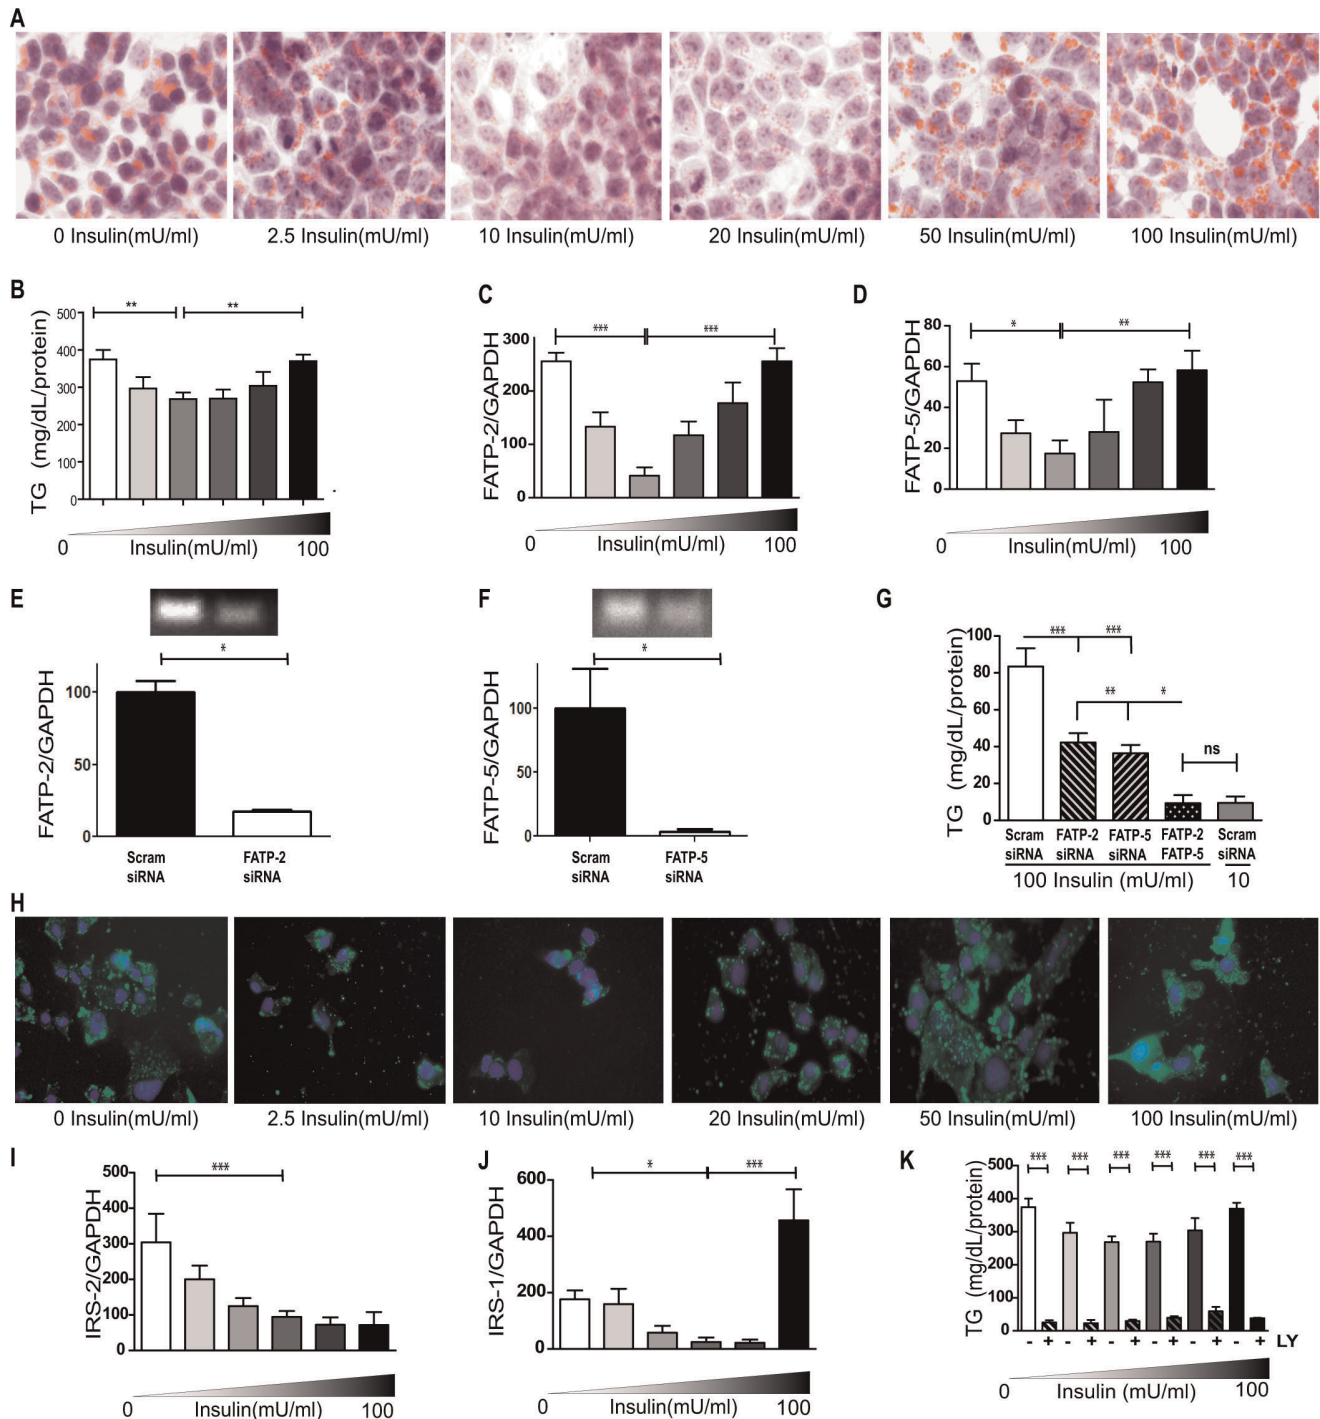 A
0 Insulin(mU/ml)
2.5 Insulin(mU/ml)
10 Insulin(mU/ml)
20 Insulin(mU/ml)
50 Insulin(mU/ml)
100 Insulin(mU/ml)
B
TG (mg/dL/protein)
500
400
300
200
100
0
**
**
0
Insulin(mU/ml)
100
C
FATP-2/GAPDH
300
200
100
0
***
***
0
Insulin(mU/ml)
100
D
FATP-5/GAPDH
80
60
40
20
0
*
**
0
Insulin(mU/ml)
100
E
FATP-2/GAPDH
100
50
0
*
Scram siRNA
FATP-2 siRNA
F
FATP-5/GAPDH
100
50
0
*
Scram siRNA
FATP-5 siRNA
G
TG (mg/dL/protein)
100
80
60
40
20
0
***
***
**
*
ns
Scram siRNA
FATP-2 siRNA
FATP-5 siRNA
FATP-2 FATP-5
Scram siRNA
100 Insulin (mU/ml)
10
H
0 Insulin(mU/ml)
2.5 Insulin(mU/ml)
10 Insulin(mU/ml)
20 Insulin(mU/ml)
50 Insulin(mU/ml)
100 Insulin(mU/ml)
I
IRS-2/GAPDH
500
400
300
200
100
0
***
0
Insulin(mU/ml)
100
J
IRS-1/GAPDH
600
400
200
0
*
***
0
Insulin(mU/ml)
100
K
TG (mg/dL/protein)
500
400
300
200
100
0
*** *** *** *** *** ***
- + - + - + - + - + - + LY
0
Insulin (mU/ml)
100